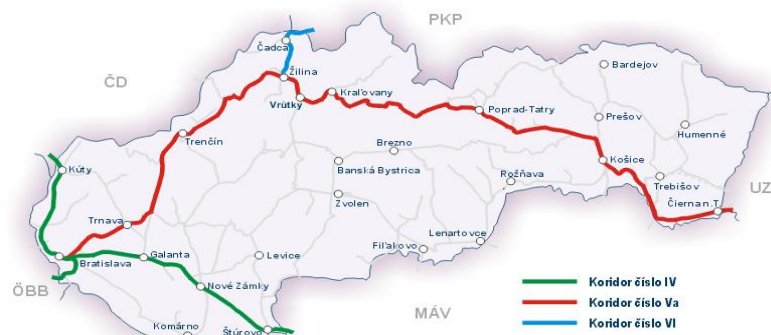 PKP
Čadca
ČD
Žilina
Bardejov
Vrútky
Kraľovany
Poprad-Tatry
Prešov
Humenné
Trenčín
Brezno
Košice
Kúty
Banská Bystrica
Rožňava
Trebišov
UZ
Zvolen
Čierna n.T.
Trnava
Lenartovce
Fiľakovo
Bratislava
Galanta
Levice
ÖBB
Nové Zámky
Koridor číslo IV
Koridor číslo Va
MÁV
Komárno
Štúrovo
Koridor číslo VI